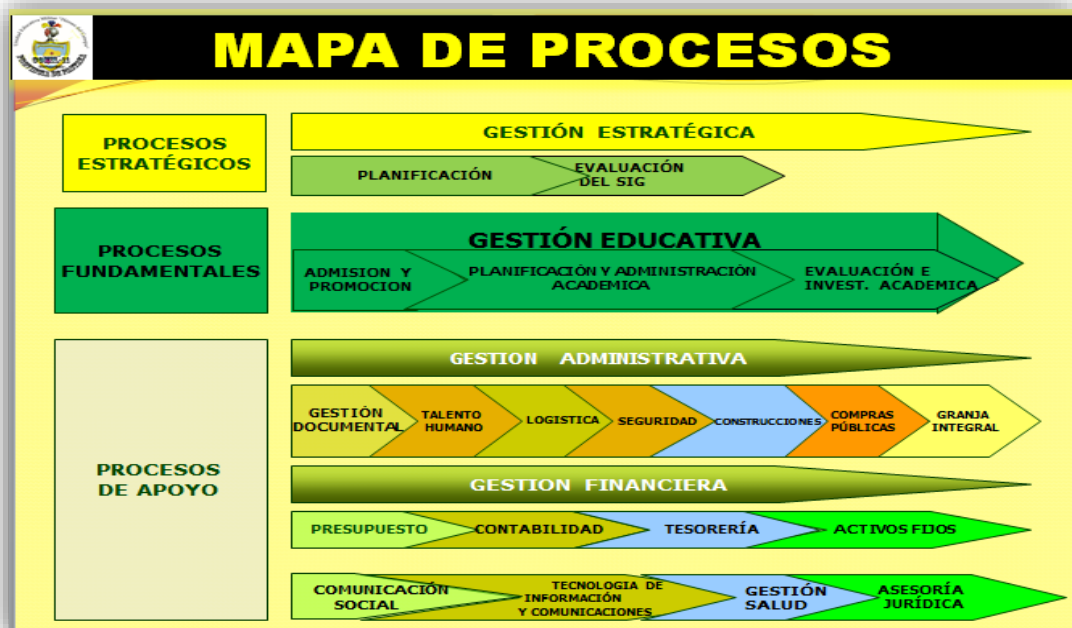 MAPA DE PROCESOS
PROCESOS
ESTRATÉGICOS
GESTIÓN ESTRATÉGICA
PLANIFICACIÓN
EVALUACIÓN
DEL SIG
PROCESOS
FUNDAMENTALES
GESTIÓN EDUCATIVA
ADMISION Y
PROMOCION
PLANIFICACIÓN Y ADMINISTRACIÓN
ACADEMICA
EVALUACIÓN E
INVEST. ACADEMICA
PROCESOS
DE APOYO
GESTION ADMINISTRATIVA
GESTIÓN
DOCUMENTAL
TALENTO
HUMANO
LOGISTICA
SEGURIDAD
CONSTRUCCIONES
COMPRAS
PÚBLICAS
GRANJA
INTEGRAL
GESTION FINANCIERA
PRESUPUESTO
CONTABILIDAD
TESORERÍA
ACTIVOS FIJOS
COMUNICACIÓN
SOCIAL
TECNOLOGIA DE
INFORMACIÓN
Y COMUNICACIONES
GESTIÓN
SALUD
ASESORÍA
JURÍDICA